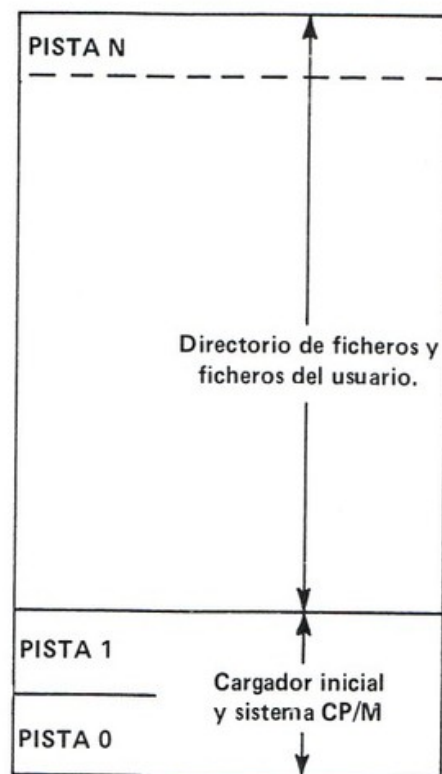 PISTA N
Directorio de ficheros y
ficheros del usuario.
PISTA 1
Cargador inicial
y sistema CP/M
PISTA 0